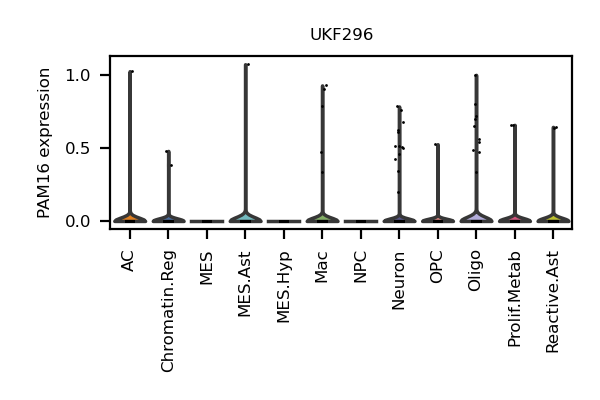 UKF296
PAM16 expression
1.0
0.5
0.0
AC
Chromatin.Reg
MES
MES.Ast
MES.Hyp
Mac
NPC
Neuron
OPC
Oligo
Prolif.Metab
Reactive.Ast